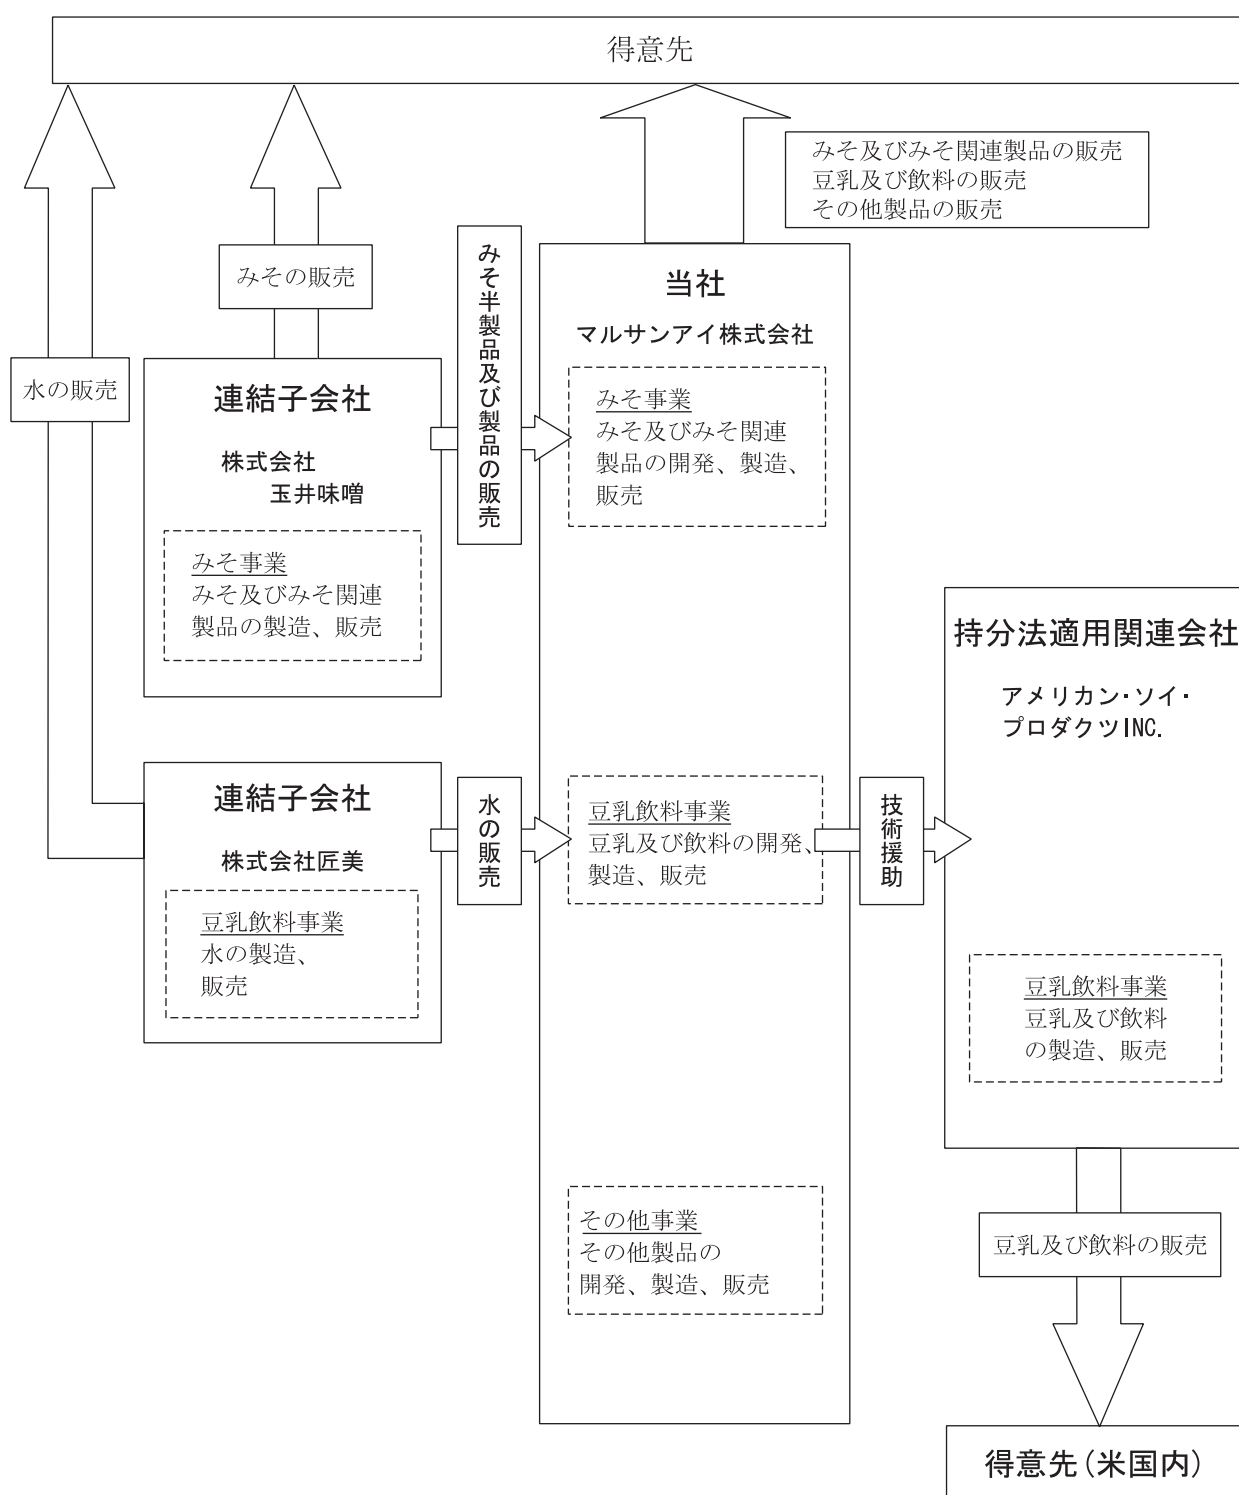 得意先
みそ及びみそ関連製品の販売
豆乳及び飲料の販売
その他製品の販売
みその販売
水の販売
みそ半製品及び製品の販売
当社
マルサンアイ株式会社
みそ事業
みそ及びみそ関連
製品の開発、製造、
販売
連結子会社
株式会社
玉井味噌
みそ事業
みそ及びみそ関連
製品の製造、販売
持分法適用関連会社
アメリカン・ソイ・
プロダクツINC.
連結子会社
株式会社匠美
豆乳飲料事業
水の製造、
販売
水の販売
豆乳飲料事業
豆乳及び飲料の開発、
製造、販売
技術援助
豆乳飲料事業
豆乳及び飲料
の製造、販売
その他事業
その他製品の
開発、製造、販売
豆乳及び飲料の販売
得意先(米国内)